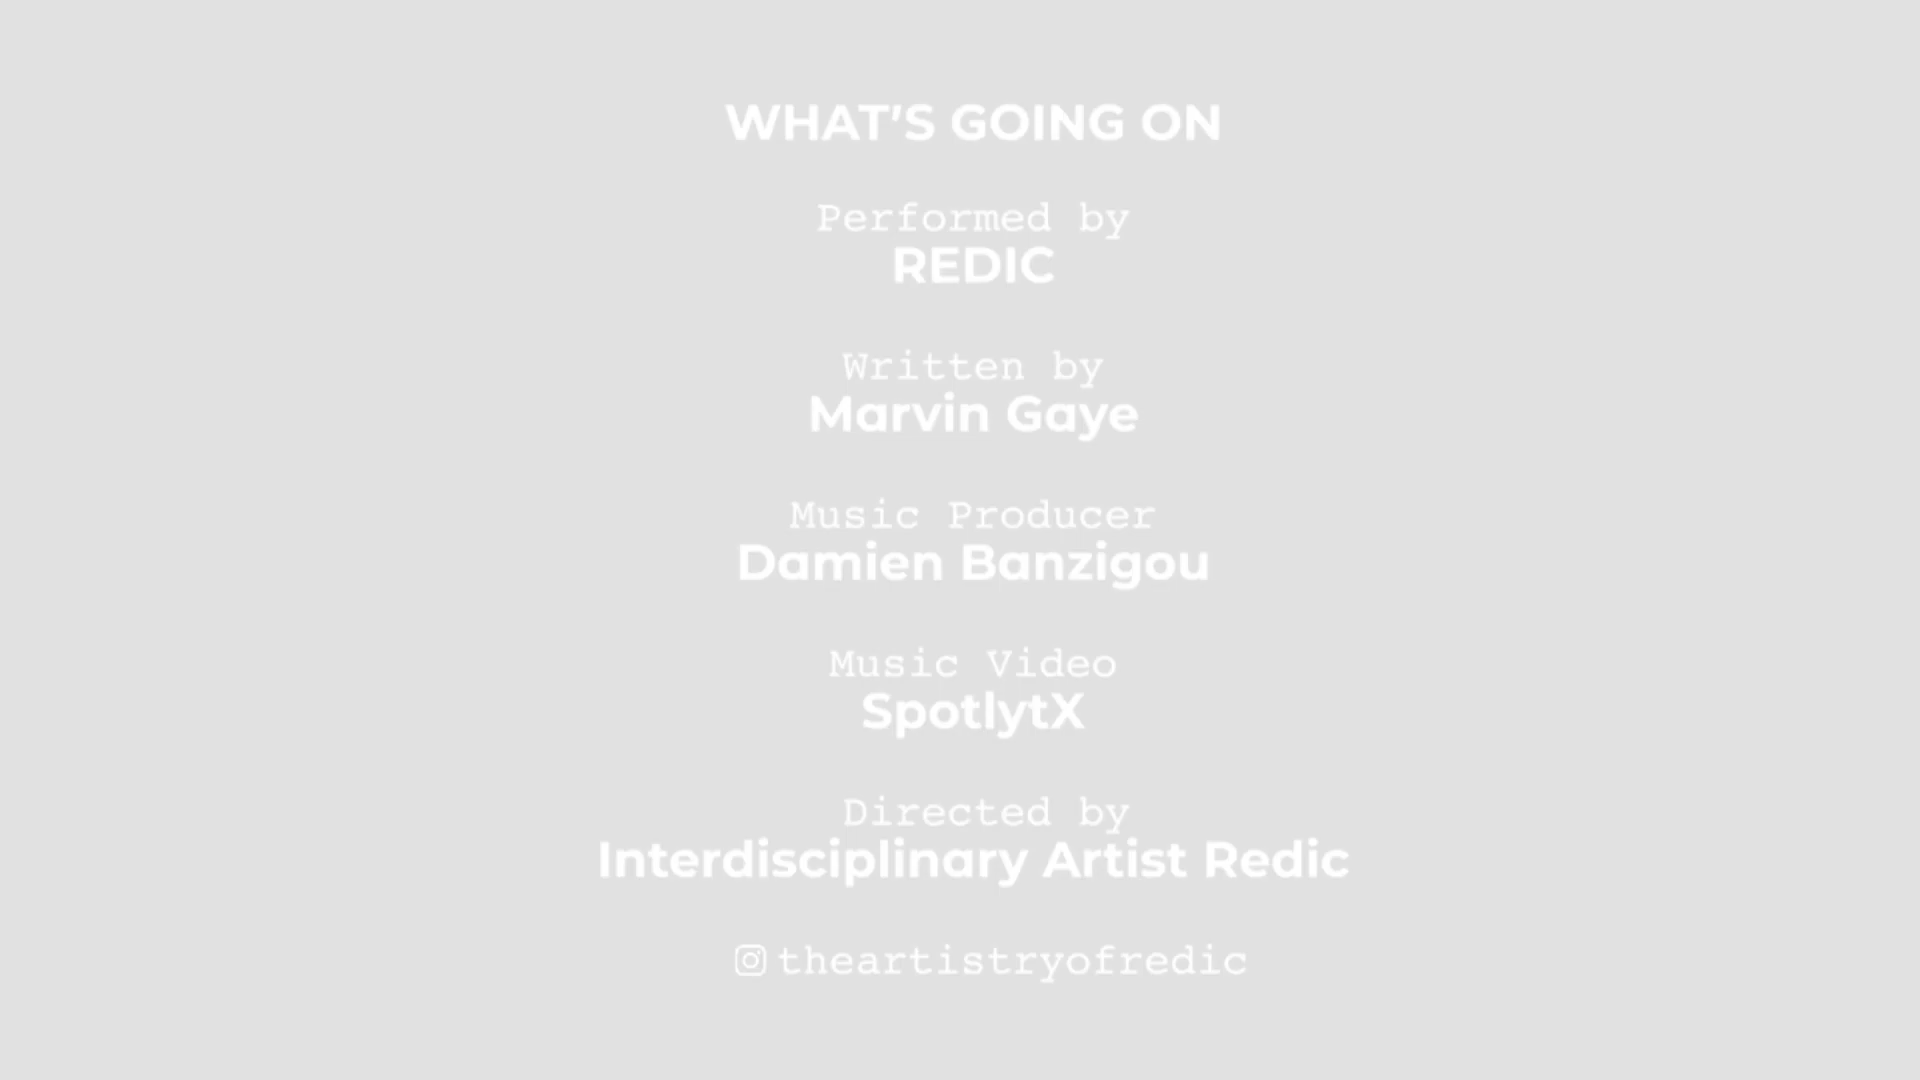 WHAT'S GOING ON
Performed by
REDIC
Written by
Marvin Gaye
Music Producer
Damien Banzigou
Music Video
SpotlytX
Directed by
Interdisciplinary Artist Redic
theartistryofredic